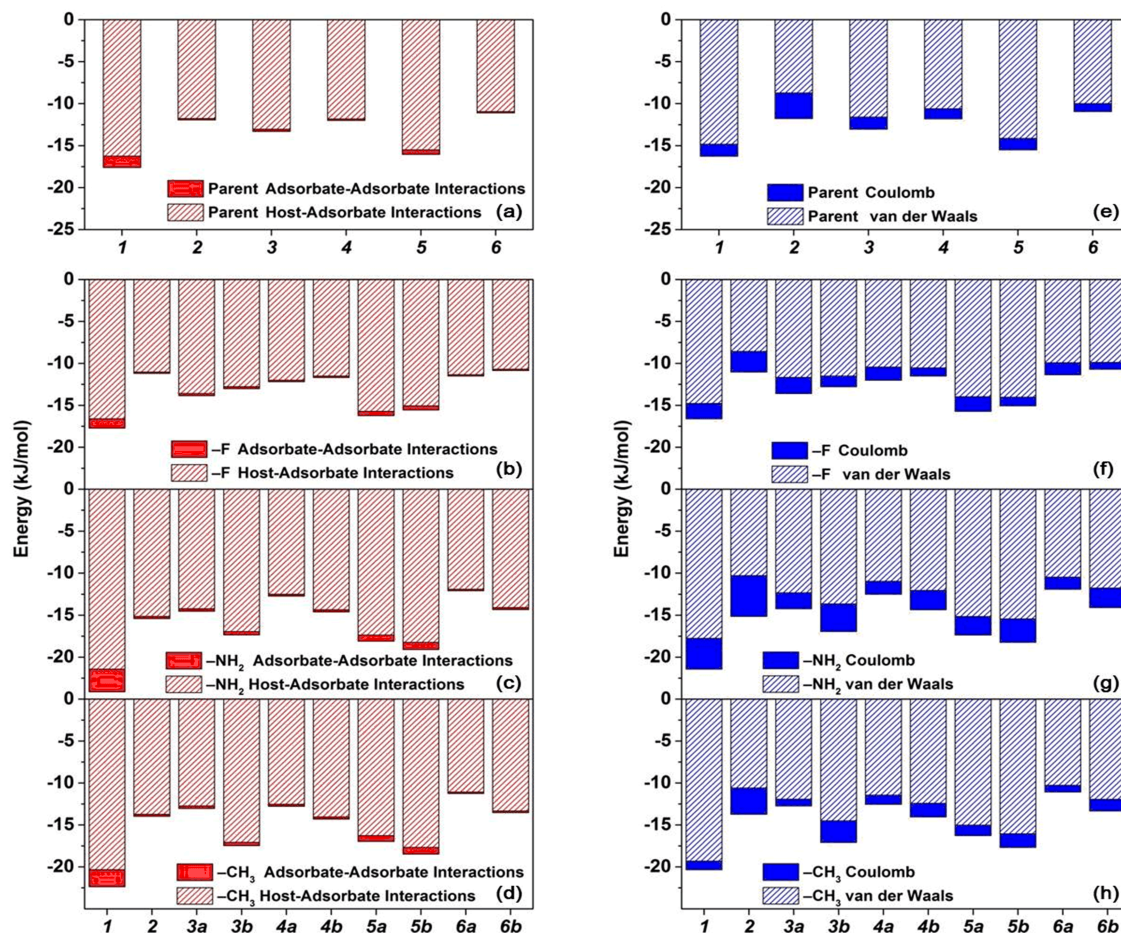 0
-5
-10
-15
-20
-25
Parent Adsorbate-Adsorbate Interactions
Parent Host-Adsorbate Interactions
(a)
1 2 3 4 5 6
0
-5
-10
-15
-20
-25
Parent Coulomb
Parent van der Waals
(e)
1 2 3 4 5 6
Energy (kJ/mol)
0
-5
-10
-15
-20
–F Adsorbate-Adsorbate Interactions
–F Host-Adsorbate Interactions
(b)
0
-5
-10
-15
-20
–NH2 Adsorbate-Adsorbate Interactions
–NH2 Host-Adsorbate Interactions
(c)
0
-5
-10
-15
-20
–CH3 Adsorbate-Adsorbate Interactions
–CH3 Host-Adsorbate Interactions
(d)
1 2 3a 3b 4a 4b 5a 5b 6a 6b
Energy (kJ/mol)
0
-5
-10
-15
-20
–F Coulomb
–F van der Waals
(f)
0
-5
-10
-15
-20
–NH2 Coulomb
–NH2 van der Waals
(g)
0
-5
-10
-15
-20
–CH3 Coulomb
–CH3 van der Waals
(h)
1 2 3a 3b 4a 4b 5a 5b 6a 6b